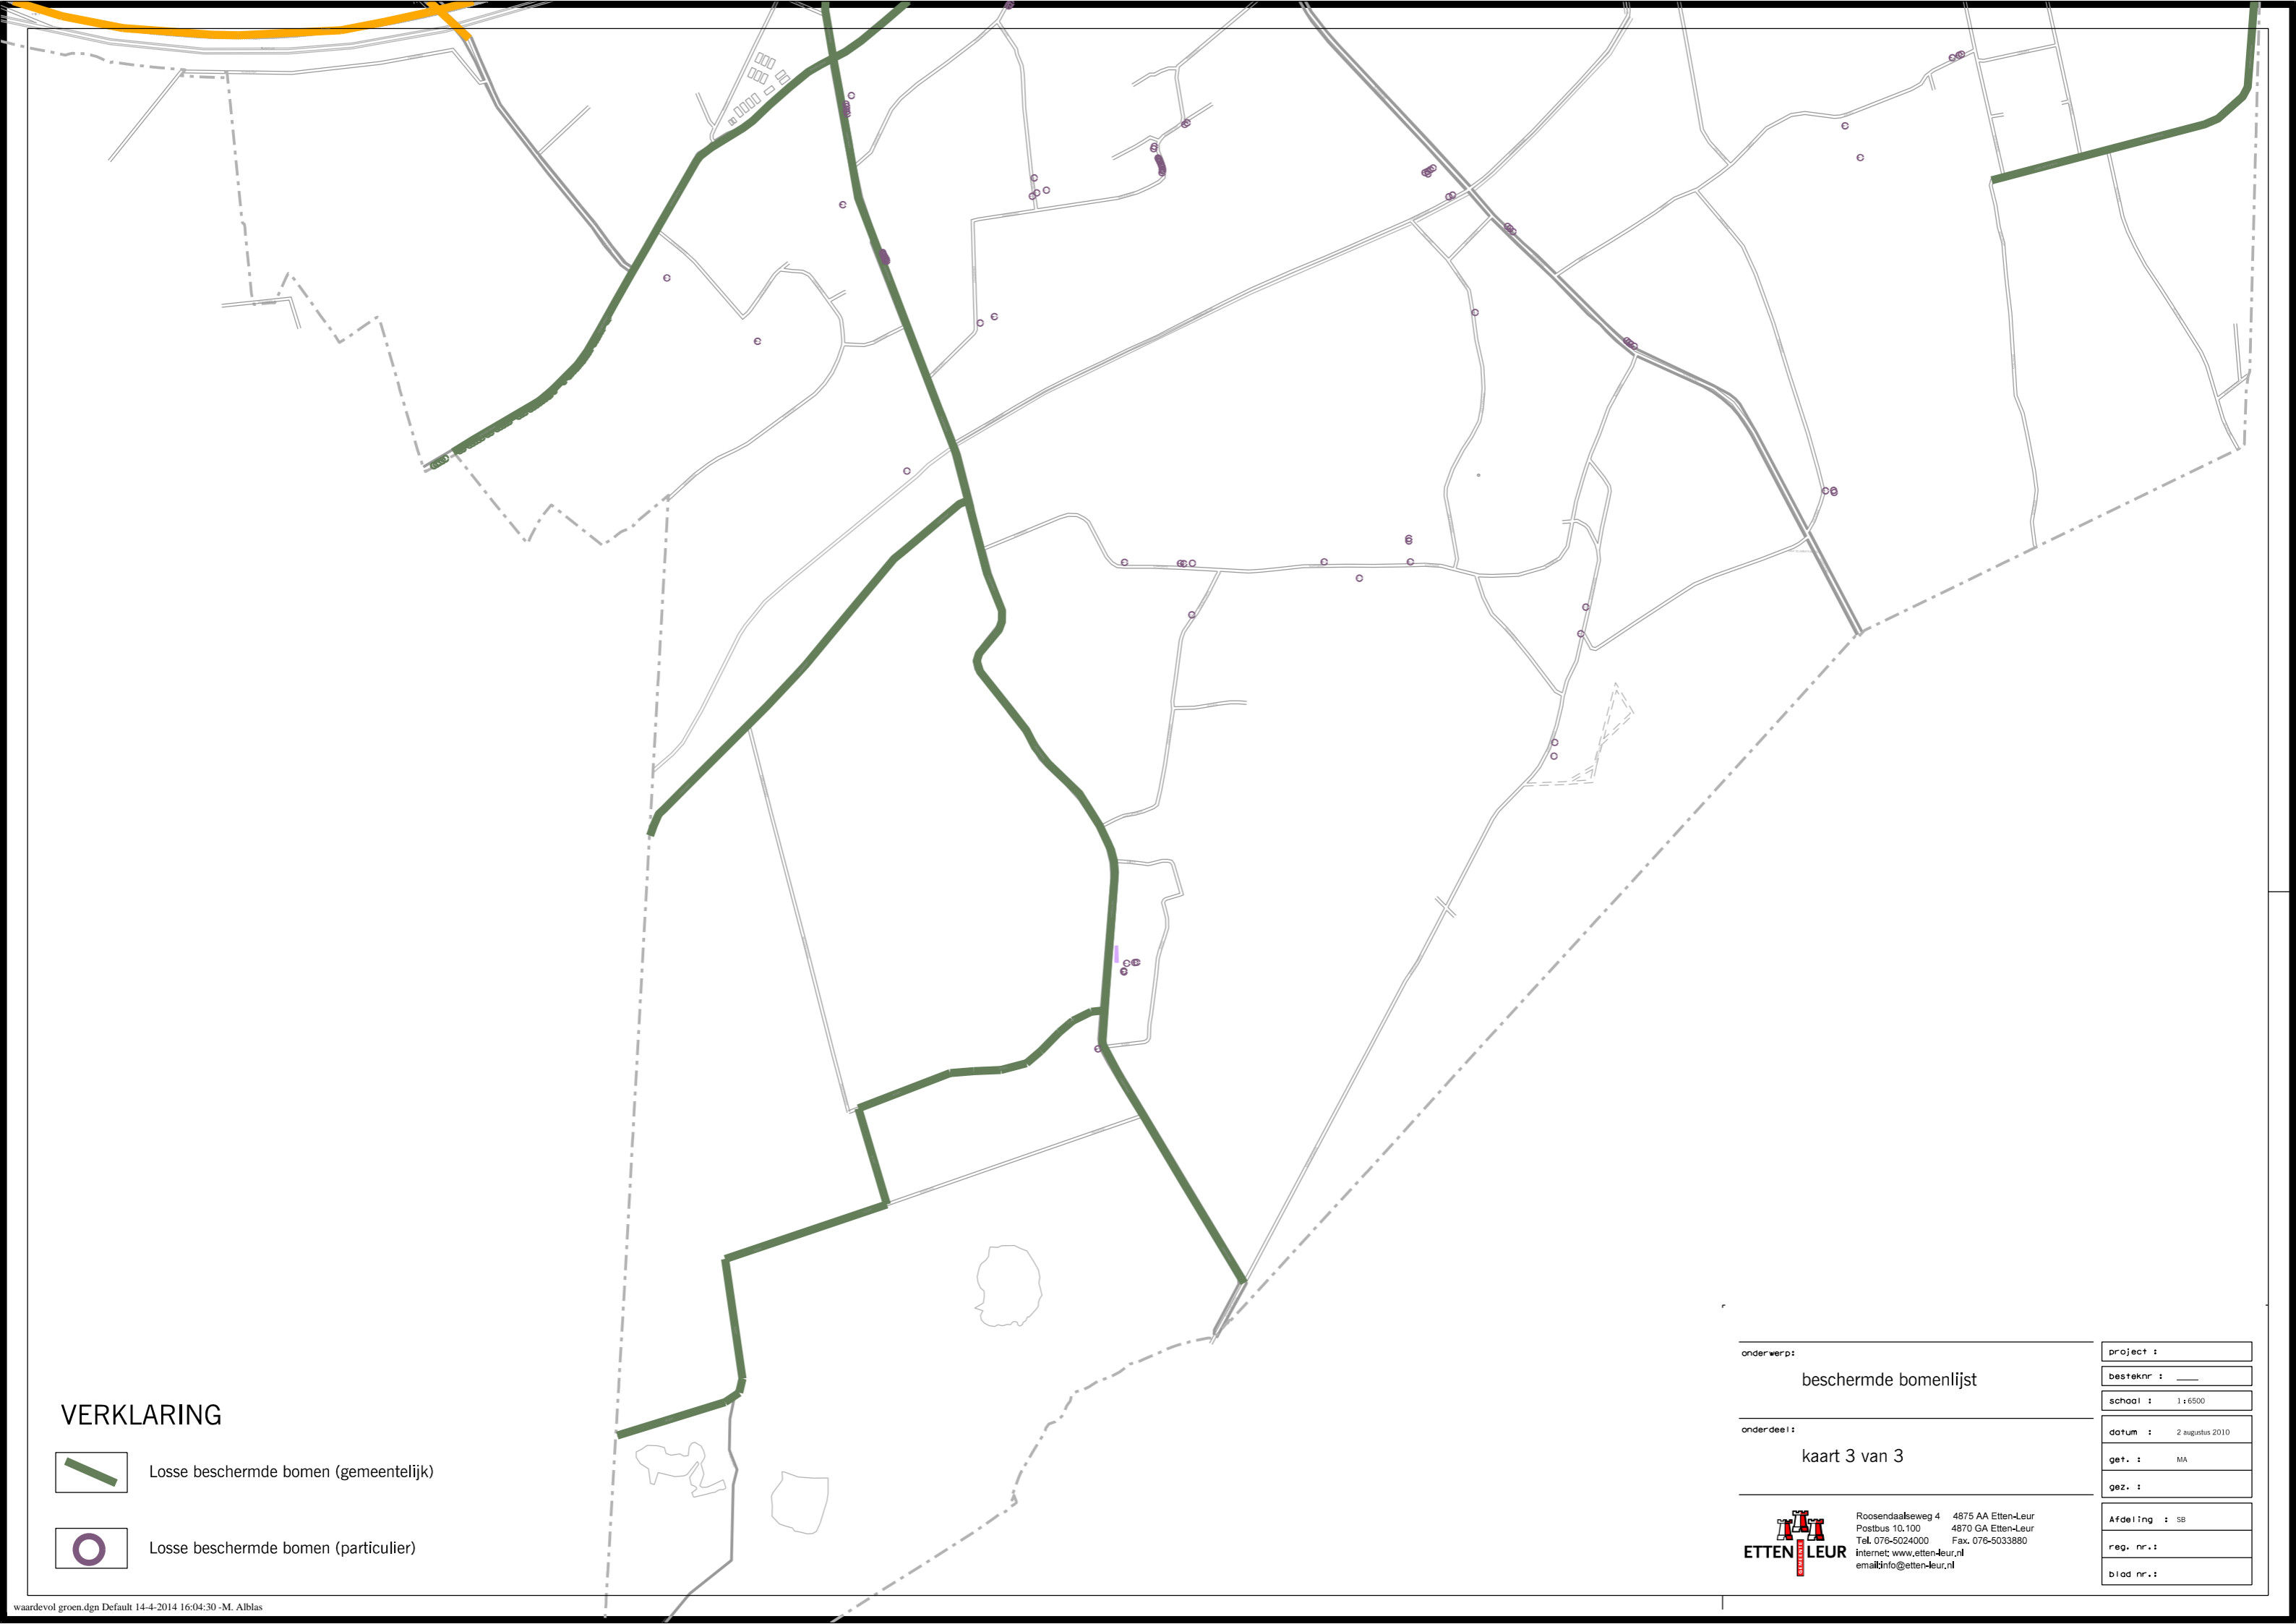 VERKLARING
Losse beschermde bomen (gemeentelijk)
Losse beschermde bomen (particulier)
onderwerp:
beschermde bomenlijst
onderdeel:
kaart 3 van 3
ETTEN LEUR
GEMEENTE
Roosendaalseweg 4 4875 AA Etten-Leur
Postbus 10.100 4870 GA Etten-Leur
Tel. 076-5024000 Fax. 076-5033880
internet: www.etten-leur.nl
email:info@etten-leur.nl
project :
besteknr : ____
schaal : 1:6500
datum : 2 augustus 2010
get. : MA
gez. :
Afdeling : SB
reg. nr.:
blad nr.:
waardevol groen.dgn Default 14-4-2014 16:04:30 -M. Alblas